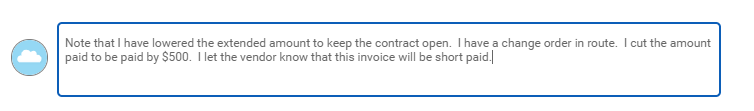 Note that I have lowered the extended amount to keep the contract open.  I have a change order in route.  I cut the amount
paid to be paid by $500.  I let the vendor know that this invoice will be short paid.